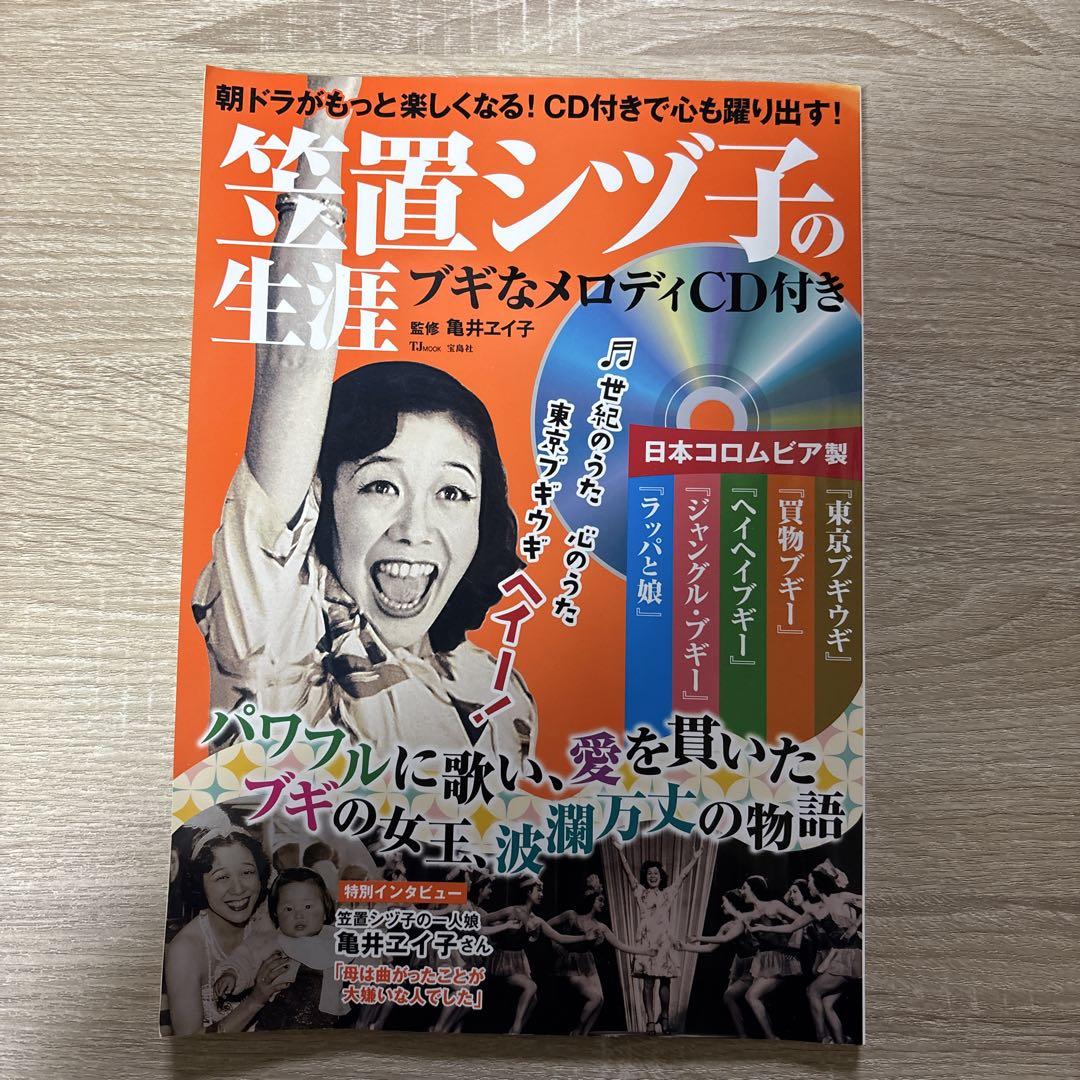 朝ドラがもっと楽しくなる！CD付きで心も躍り出す！
笠置シヅ子の
生涯
ブギなメロディCD付き
監修 亀井ヱイ子
TJMOOK 宝島社
♬世紀のうた 心のうた
東京ブギウギ ヘイー！
日本コロムビア製
『東京ブギウギ』
『買物ブギー』
『ヘイヘイブギー』
『ジャングル・ブギー』
『ラッパと娘』
パワフルに歌い、愛を貫いた
ブギの女王、波瀾万丈の物語
特別インタビュー
笠置シヅ子の一人娘
亀井ヱイ子さん
「母は曲がったことが
大嫌いな人でした」